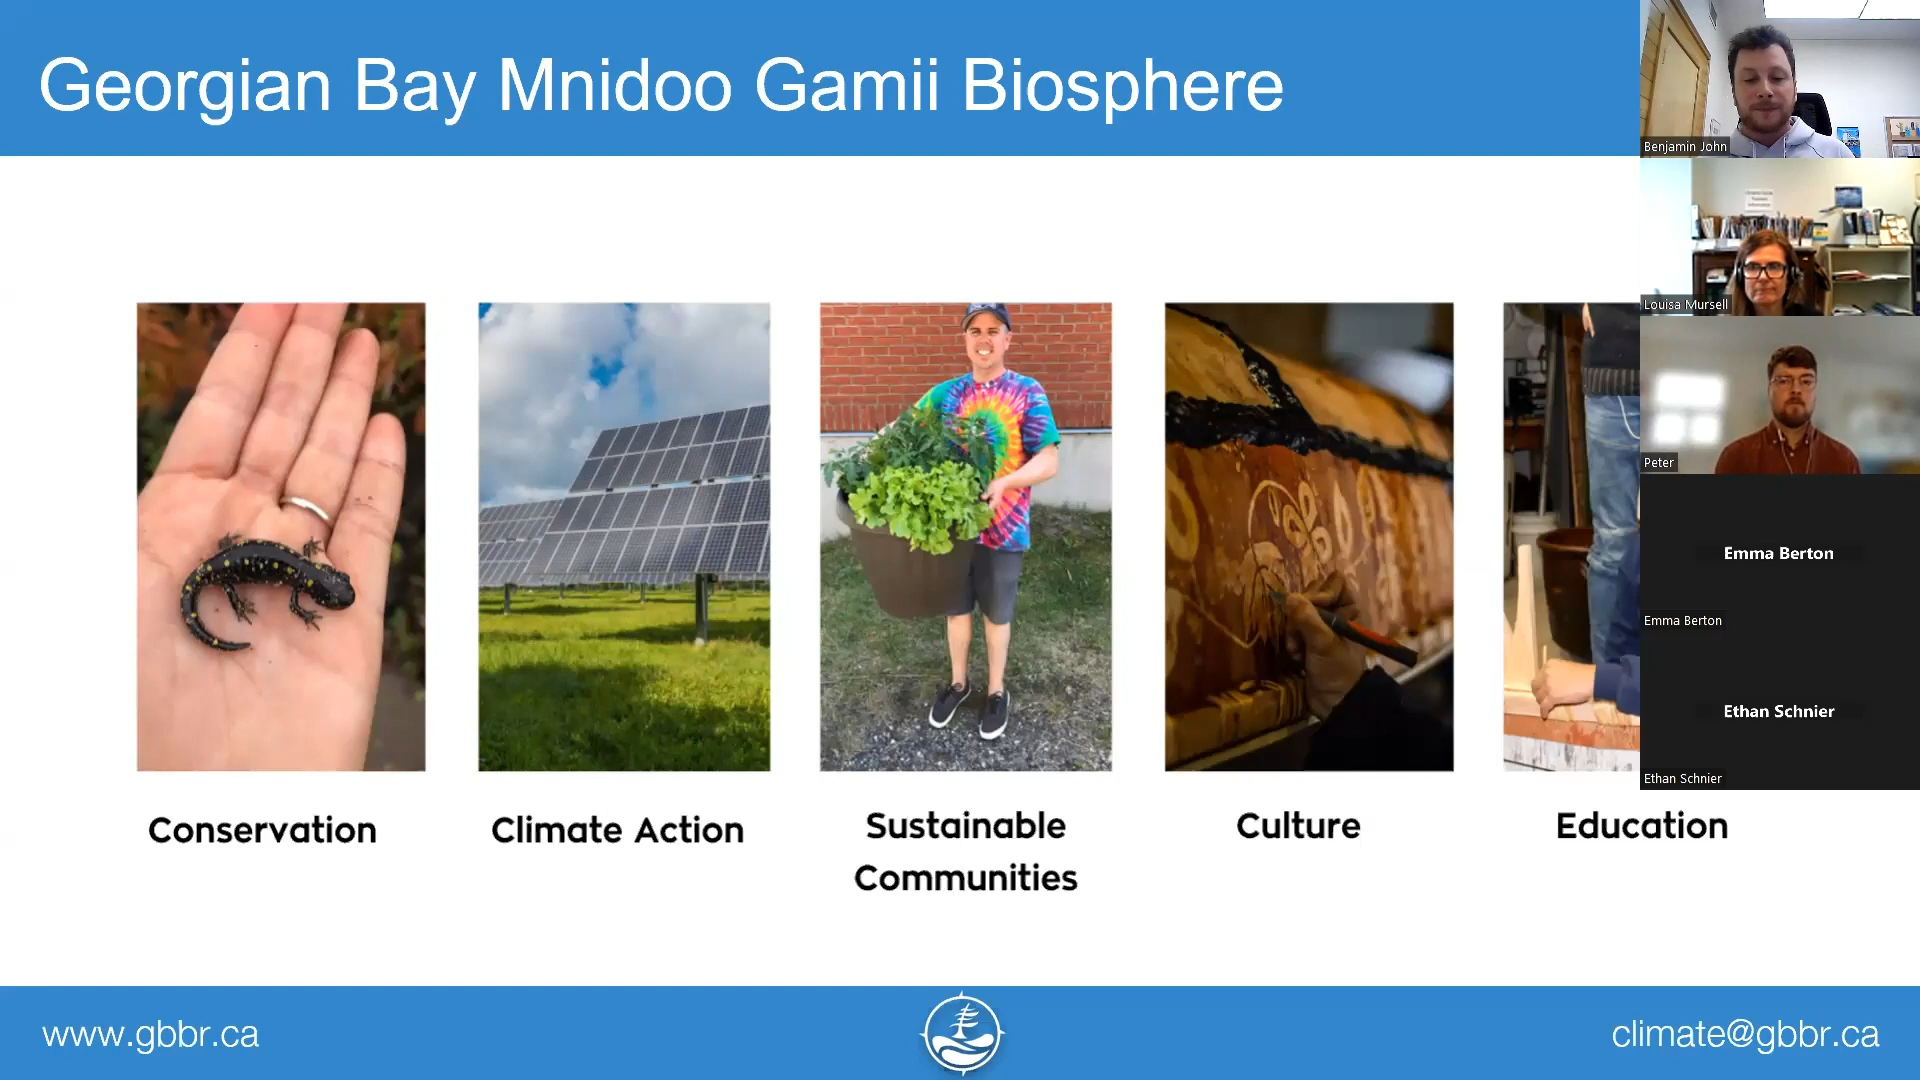 Georgian Bay Mnidoo Gamii Biosphere
Benjamin John
Louisa Mursell
Peter
Emma Berton
Emma Berton
Ethan Schnier
Ethan Schnier
Conservation
Climate Action
Sustainable
Communities
Culture
Education
www.gbbr.ca
climate@gbbr.ca